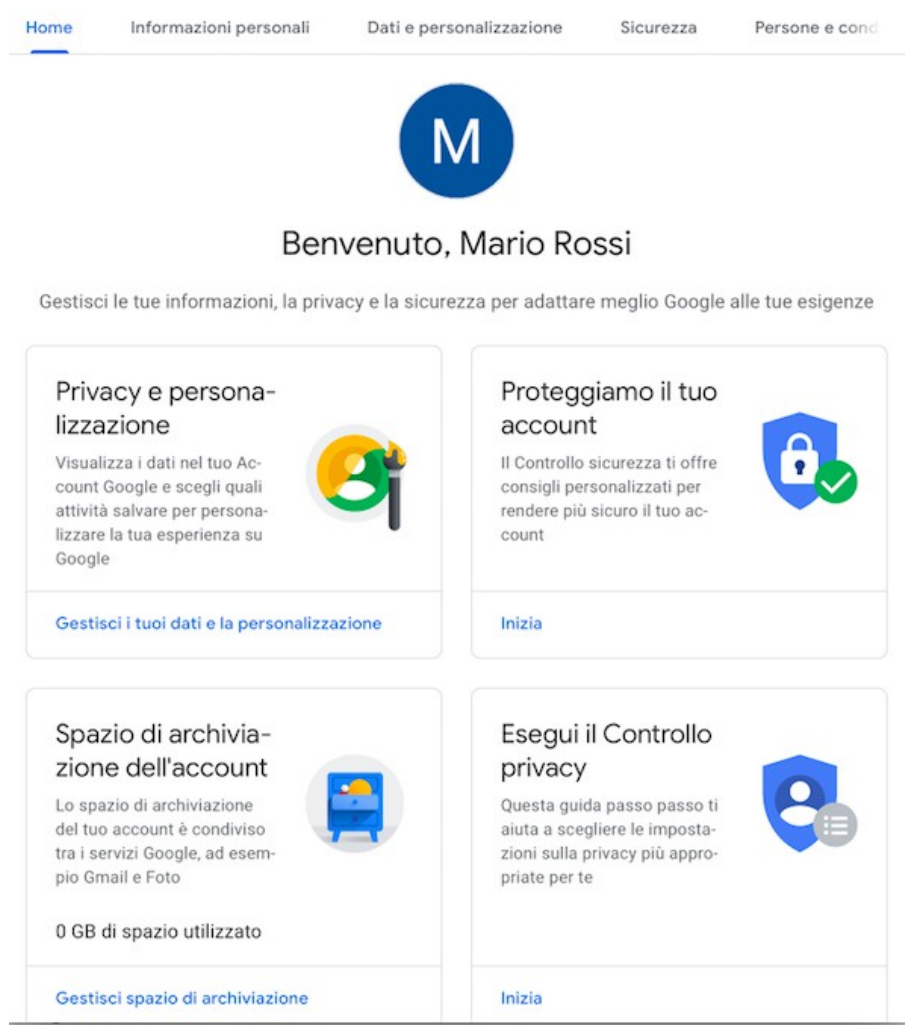 Home Informazioni personali Dati e personalizzazione Sicurezza Persone e cond
M
Benvenuto, Mario Rossi
Gestisci le tue informazioni, la privacy e la sicurezza per adattare meglio Google alle tue esigenze
Privacy e persona-
lizzazione
Visualizza i dati nel tuo Ac-
count Google e scegli quali
attività salvare per persona-
lizzare la tua esperienza su
Google
Gestisci i tuoi dati e la personalizzazione
Proteggiamo il tuo
account
Il Controllo sicurezza ti offre
consigli personalizzati per
rendere più sicuro il tuo ac-
count
Inizia
Spazio di archivia-
zione dell'account
Lo spazio di archiviazione
del tuo account è condiviso
tra i servizi Google, ad esem-
pio Gmail e Foto
0 GB di spazio utilizzato
Gestisci spazio di archiviazione
Esegui il Controllo
privacy
Questa guida passo passo ti
aiuta a scegliere le imposta-
zioni sulla privacy più appro-
priate per te
Inizia